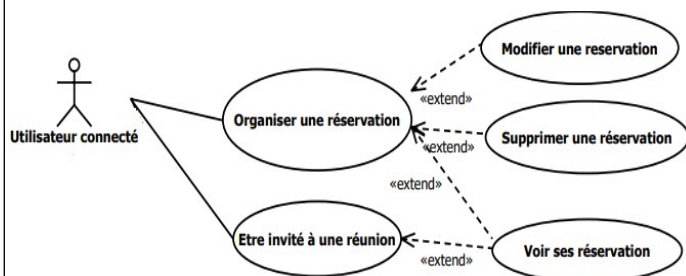 Modifier une reservation
«extend»
Utilisateur connecté
Organiser une réservation
«extend»
Supprimer une réservation
«extend»
Etre invité à une réunion
«extend»
Voir ses réservation